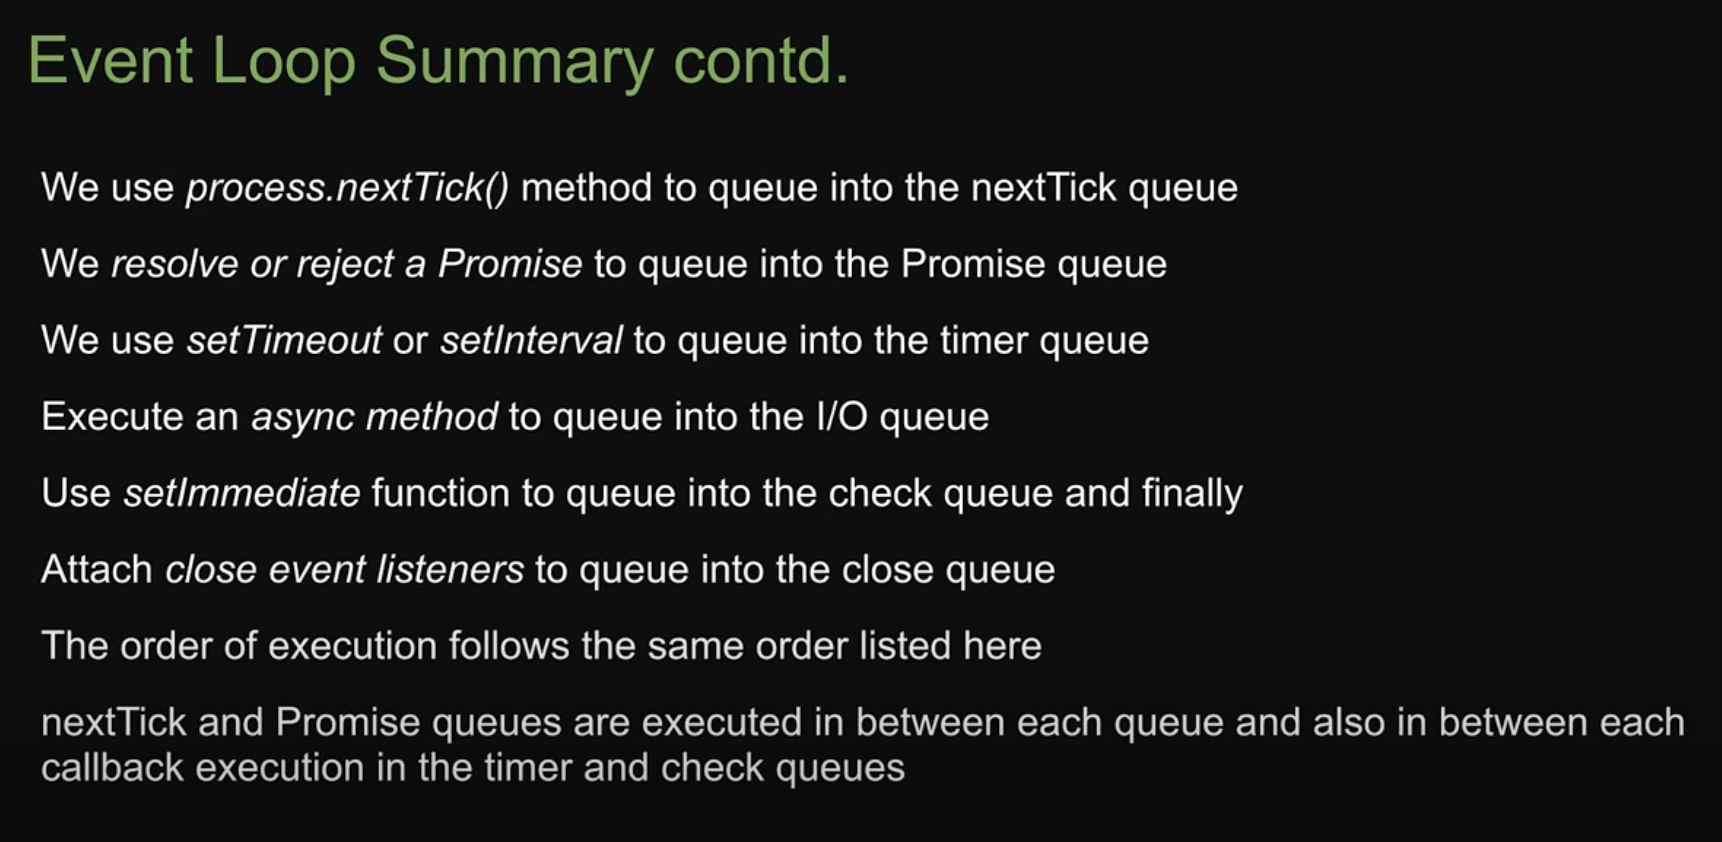 Event Loop Summary contd.
We use process.nextTick() method to queue into the nextTick queue
We resolve or reject a Promise to queue into the Promise queue
We use setTimeout or setInterval to queue into the timer queue
Execute an async method to queue into the I/O queue
Use setImmediate function to queue into the check queue and finally
Attach close event listeners to queue into the close queue
The order of execution follows the same order listed here
nextTick and Promise queues are executed in between each queue and also in between each
callback execution in the timer and check queues